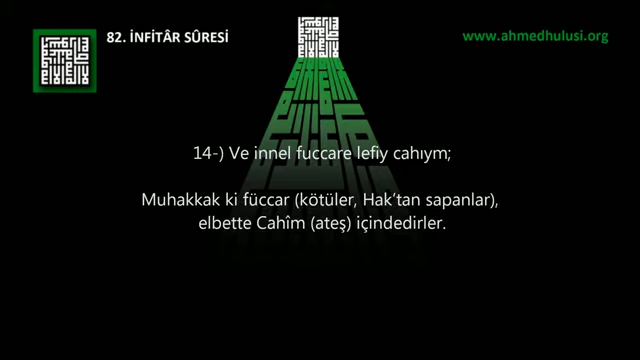 82. İNFİTÂR SÛRESİ
www.ahmedhulusi.org
14-) Ve innel fuccare lefiy cahıym;
Muhakkak ki füccar (kötüler, Hak’tan sapanlar),
elbette Cahîm (ateş) içindedirler.